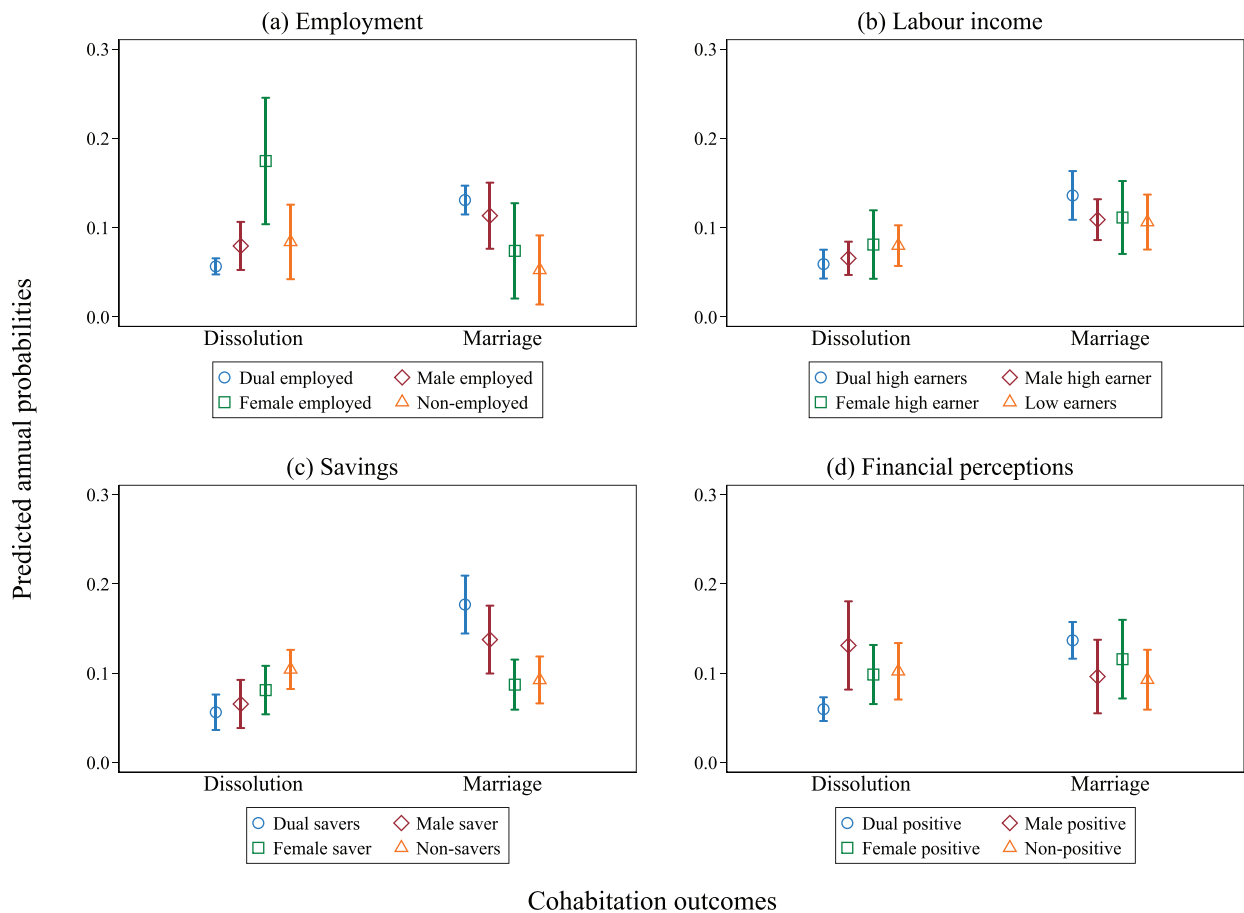 Predicted annual probabilities
(a) Employment
0.3
0.2
0.1
0.0
Dissolution Marriage
Dual employed Male employed
Female employed Non-employed
(b) Labour income
0.3
0.2
0.1
0.0
Dissolution Marriage
Dual high earners Male high earner
Female high earner Low earners
(c) Savings
0.3
0.2
0.1
0.0
Dissolution Marriage
Dual savers Male saver
Female saver Non-savers
(d) Financial perceptions
0.3
0.2
0.1
0.0
Dissolution Marriage
Dual positive Male positive
Female positive Non-positive
Cohabitation outcomes